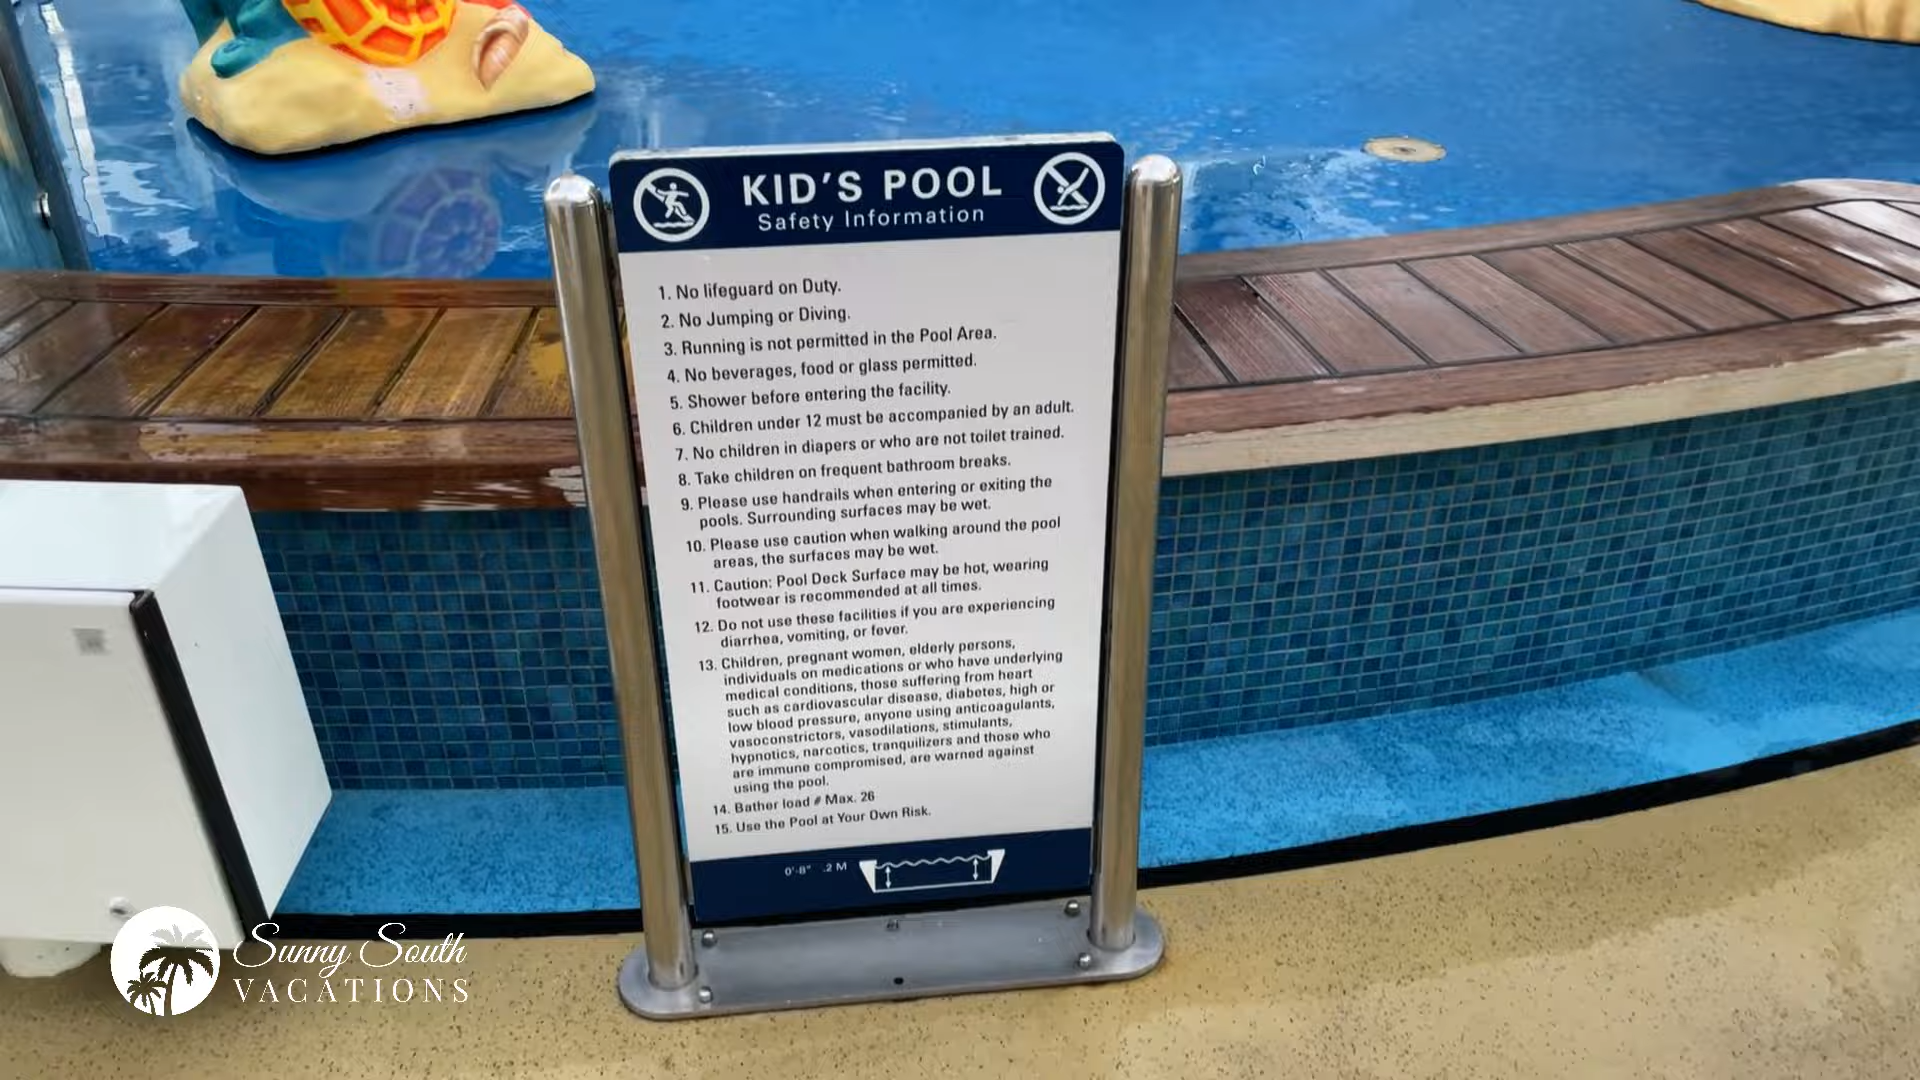 KID'S POOL
Safety Information
1. No lifeguard on Duty.
2. No Jumping or Diving.
3. Running is not permitted in the Pool Area.
4. No beverages, food or glass permitted.
5. Shower before entering the facility.
6. Children under 12 must be accompanied by an adult.
7. No children in diapers or who are not toilet trained.
8. Take children on frequent bathroom breaks.
9. Please use handrails when entering or exiting the
pools. Surrounding surfaces may be wet.
10. Please use caution when walking around the pool
areas, the surfaces may be wet.
11. Caution: Pool Deck Surface may be hot, wearing
footwear is recommended at all times.
12. Do not use these facilities if you are experiencing
diarrhea, vomiting, or fever.
13. Children, pregnant women, elderly persons,
individuals on medications or who have underlying
medical conditions, those suffering from heart
such as cardiovascular disease, diabetes, high or
low blood pressure, anyone using anticoagulants,
vasoconstrictors, vasodilations, stimulants,
hypnotics, narcotics, tranquilizers and those who
are immune compromised, are warned against
using the pool.
14. Bather load # Max. 26
15. Use the Pool at Your Own Risk.
0'-8" .2 M
Sunny South
VACATIONS